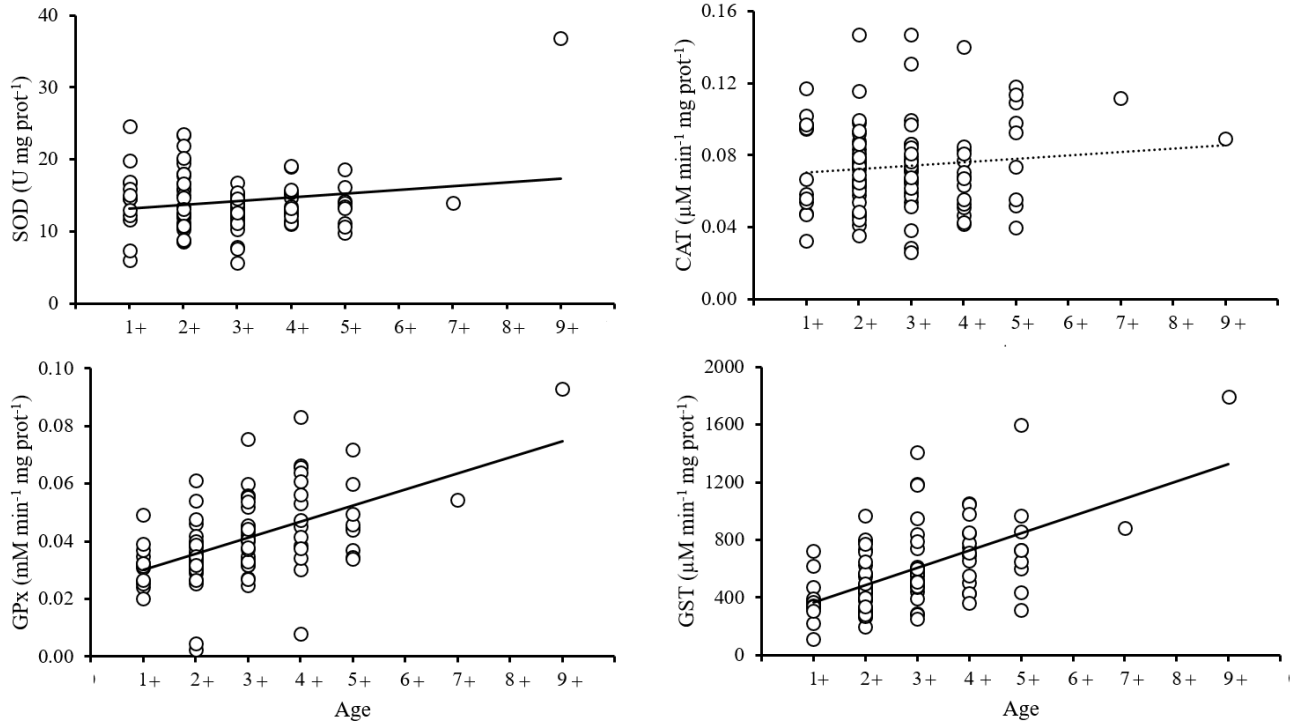 SOD (U mg prot⁻¹)
40
30
20
10
0
1+ 2+ 3+ 4+ 5+ 6+ 7+ 8+ 9+
CAT (μM min⁻¹ mg prot⁻¹)
0.16
0.12
0.08
0.04
0.00
1+ 2+ 3+ 4+ 5+ 6+ 7+ 8+ 9+
GPx (mM min⁻¹ mg prot⁻¹)
0.10
0.08
0.06
0.04
0.02
0.00
1+ 2+ 3+ 4+ 5+ 6+ 7+ 8+ 9+
Age
GST (μM min⁻¹ mg prot⁻¹)
2000
1600
1200
800
400
0
1+ 2+ 3+ 4+ 5+ 6+ 7+ 8+ 9+
Age